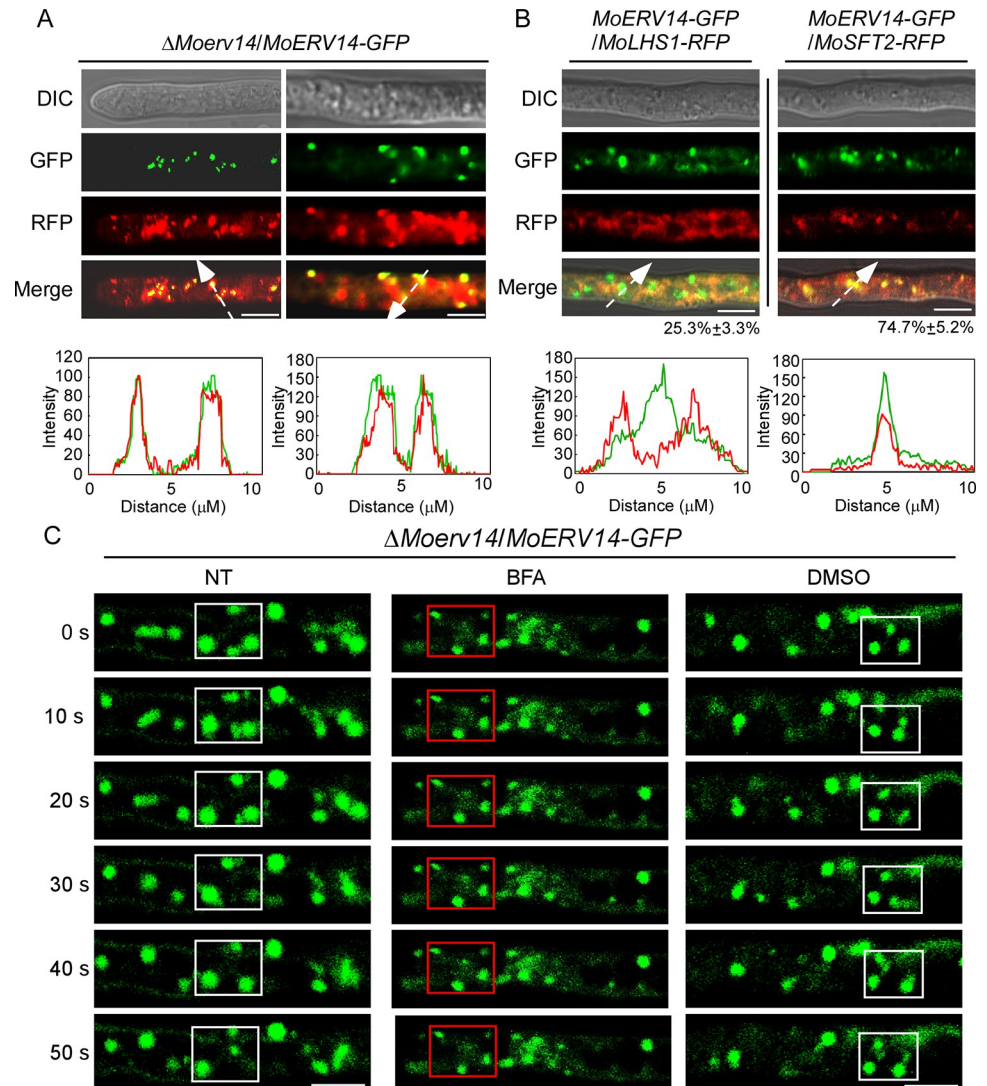 A
ΔMoerv14/MoERV14-GFP
DIC
GFP
RFP
Merge
120
100
80
60
40
20
0
Intensity
0 5 10
Distance (μM)
180
150
120
90
60
30
0
Intensity
0 5 10
Distance (μM)
B
MoERV14-GFP
/MoLHS1-RFP
MoERV14-GFP
/MoSFT2-RFP
DIC
GFP
RFP
Merge
25.3%±3.3%
74.7%±5.2%
180
150
120
90
60
30
0
Intensity
0 5 10
Distance (μM)
180
150
120
90
60
30
0
Intensity
0 5 10
Distance (μM)
C
ΔMoerv14/MoERV14-GFP
NT BFA DMSO
0 s
10 s
20 s
30 s
40 s
50 s